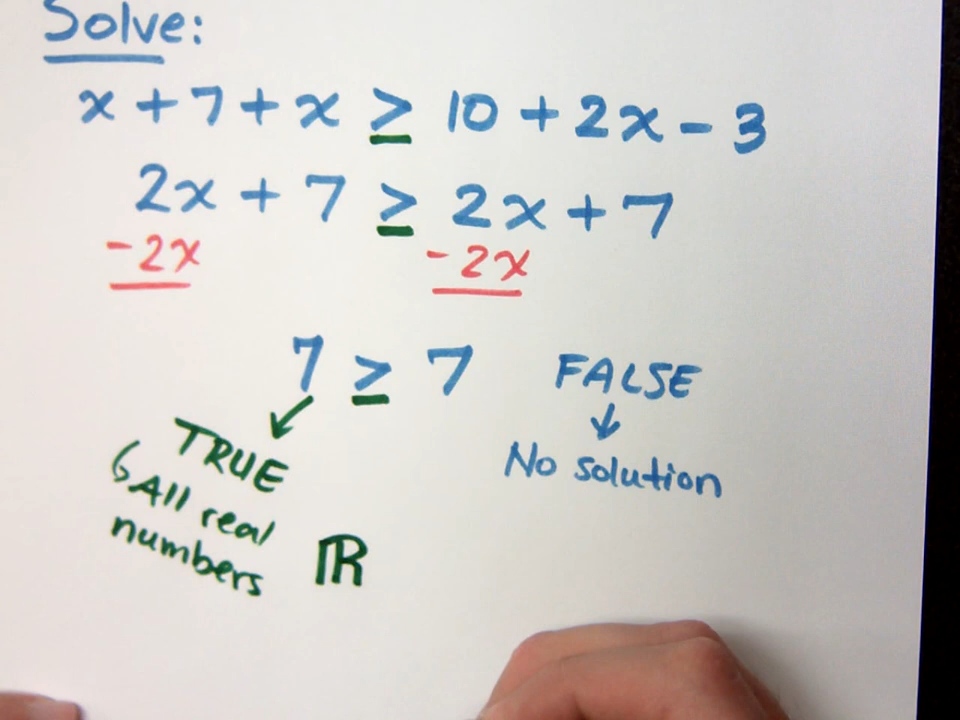 Solve:
x + 7 + x ≥ 10 + 2x - 3
2x + 7 ≥ 2x + 7
-2x -2x
7 ≥ 7
FALSE
No solution
TRUE
All real
numbers
ℝ